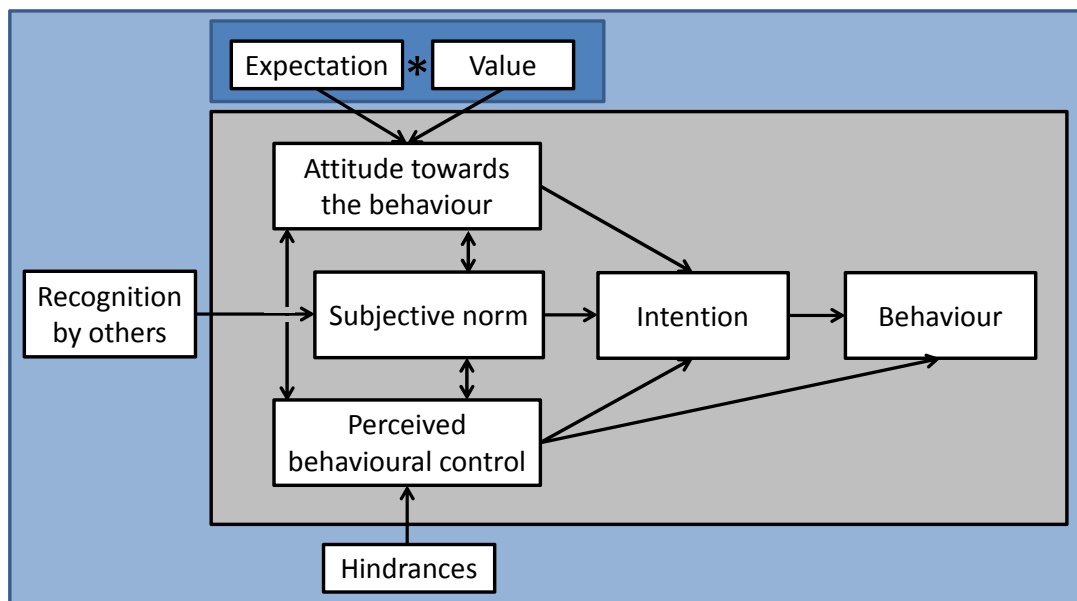 Expectation * Value
Attitude towards
the behaviour
Recognition
by others
Subjective norm
Intention
Behaviour
Perceived
behavioural control
Hindrances